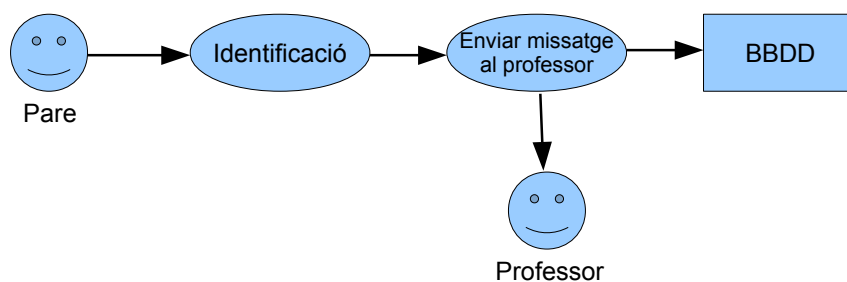 Identificació
Enviar missatge
al professor
BBDD
Pare
Professor